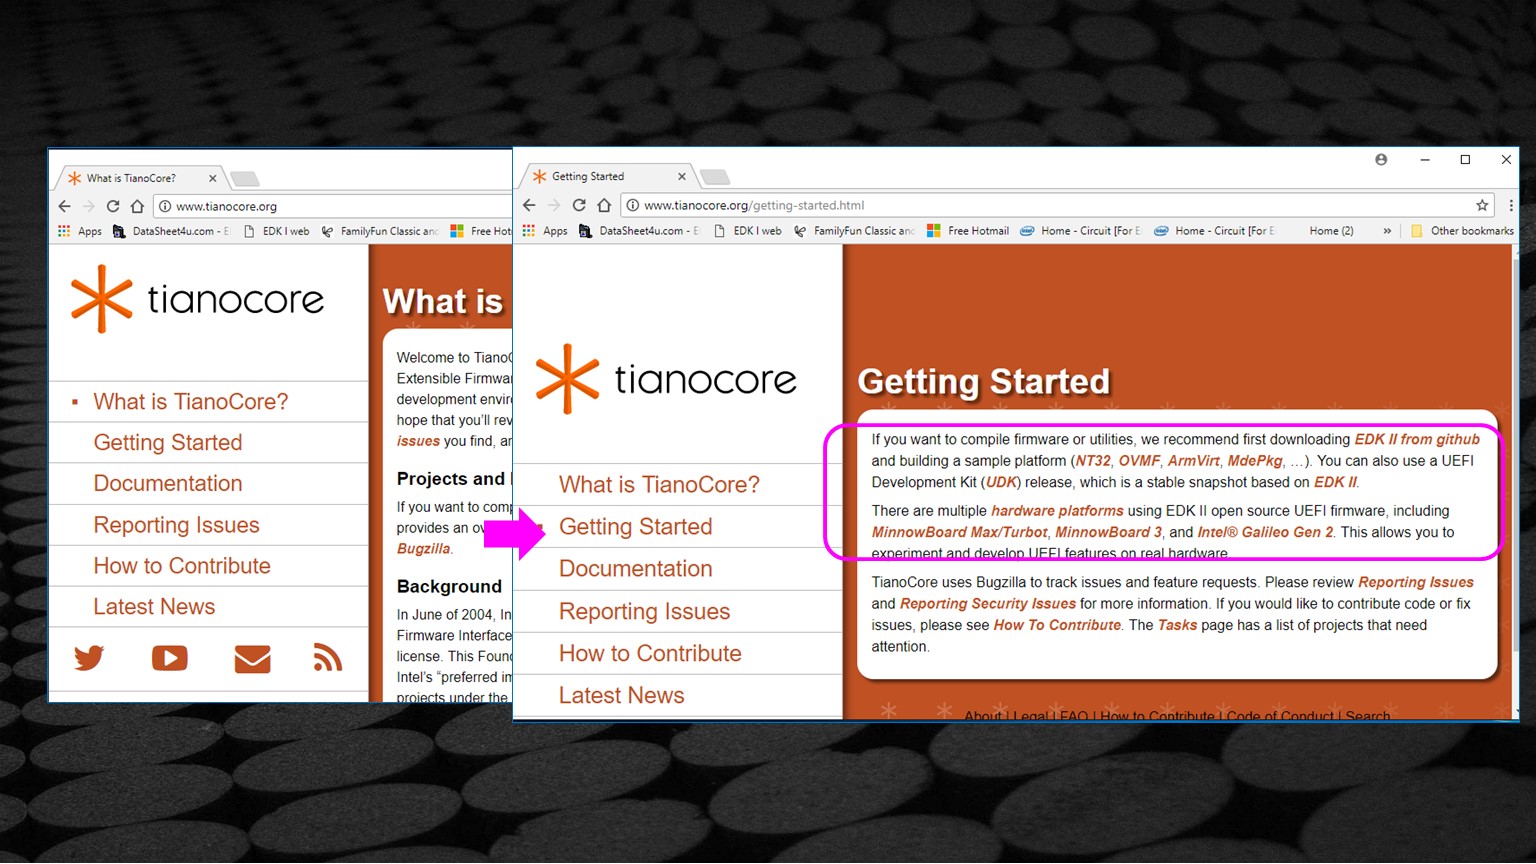 What is TianoCore?
www.tianocore.org
Apps
DataSheet4u.com - E
EDK I web
FamilyFun Classic and
Free Hot
tianocore
What is TianoCore?
Getting Started
Documentation
Reporting Issues
How to Contribute
Latest News
What is
Welcome to Tiano
Extensible Firmwa
development envir
hope that you'll rev
issues you find, an
Projects and
If you want to comp
provides an ov
Bugzilla.
Background
In June of 2004, In
Firmware Interface
license. This Foun
Intel's "preferred im
projects under the
Getting Started
www.tianocore.org/getting-started.html
Apps
DataSheet4u.com - E
EDK I web
FamilyFun Classic and
Free Hotmail
Home - Circuit [For E
Home - Circuit [For E
Home (2)
»
Other bookmarks
tianocore
What is TianoCore?
Getting Started
Documentation
Reporting Issues
How to Contribute
Latest News
Getting Started
If you want to compile firmware or utilities, we recommend first downloading EDK II from github
and building a sample platform (NT32, OVMF, ArmVirt, MdePkg, …). You can also use a UEFI
Development Kit (UDK) release, which is a stable snapshot based on EDK II.
There are multiple hardware platforms using EDK II open source UEFI firmware, including
MinnowBoard Max/Turbot, MinnowBoard 3, and Intel® Galileo Gen 2. This allows you to
experiment and develop UEFI features on real hardware.
TianoCore uses Bugzilla to track issues and feature requests. Please review Reporting Issues
and Reporting Security Issues for more information. If you would like to contribute code or fix
issues, please see How To Contribute. The Tasks page has a list of projects that need
attention.
About | Legal | FAQ | How to Contribute | Code of Conduct | Search